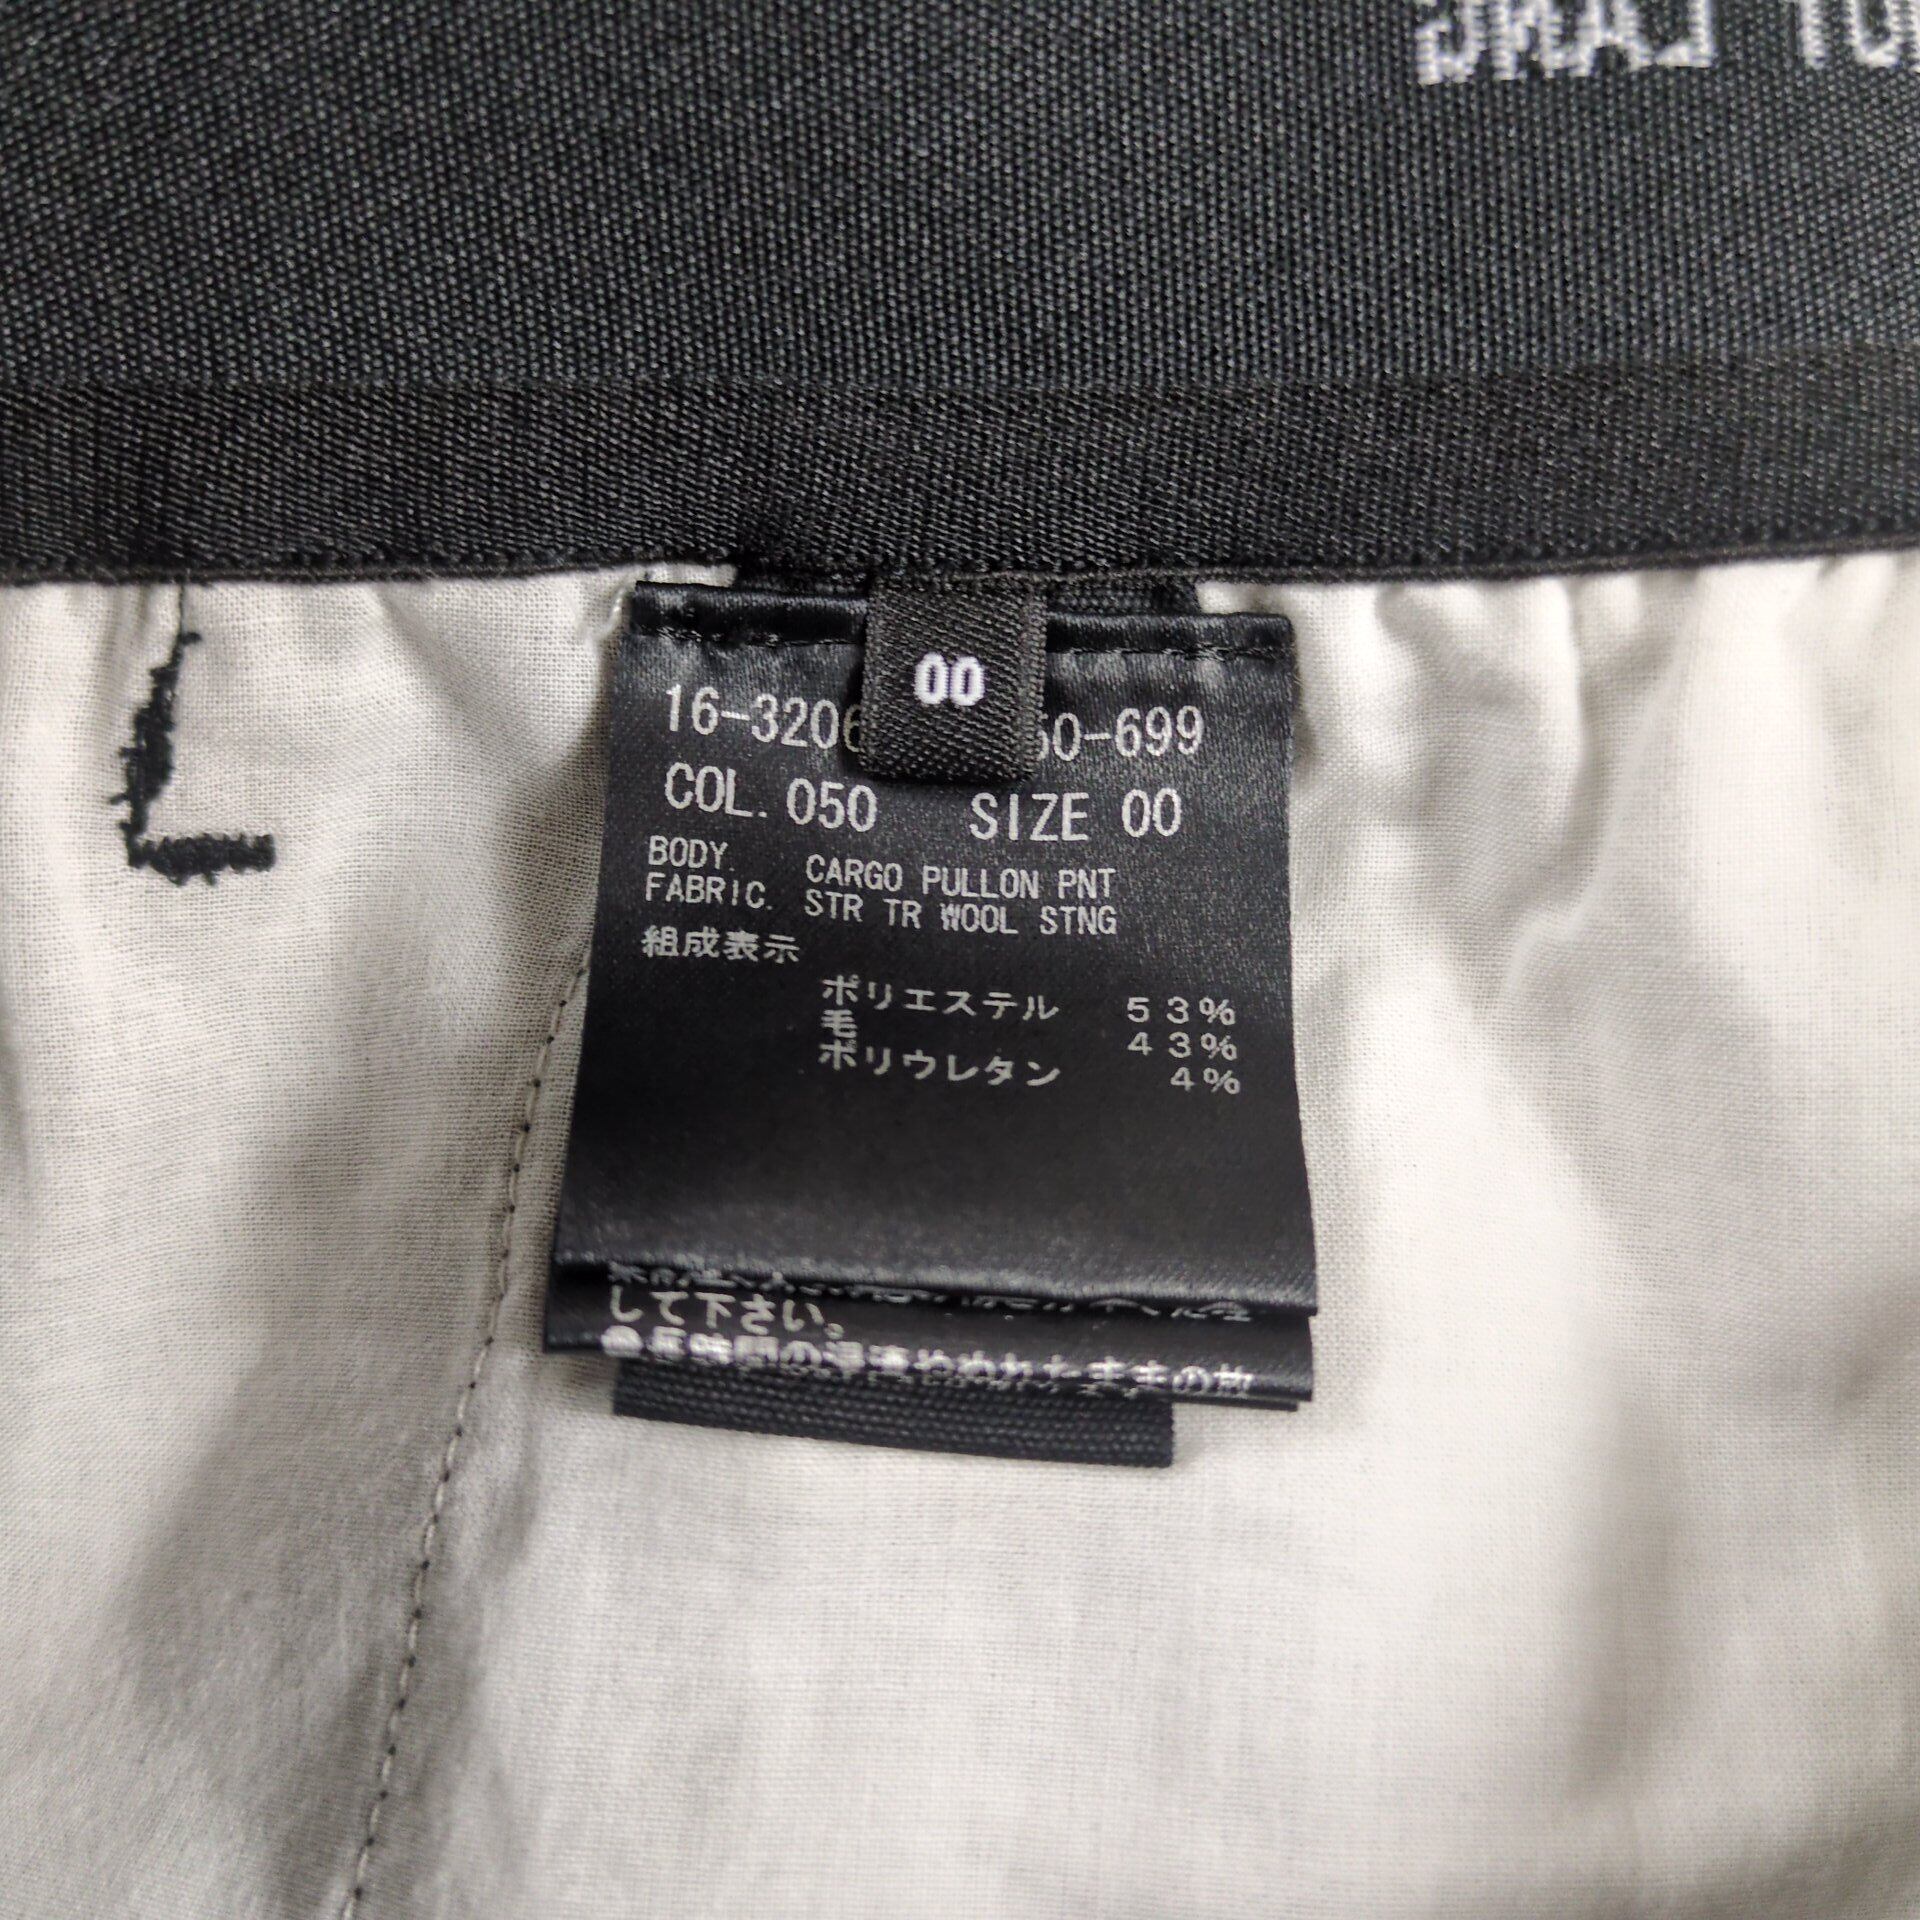 00
16-3206 50-699
COL. 050 SIZE 00
BODY. CARGO PULLON PNT
FABRIC. STR TR WOOL STNG
組成表示
ポリエステル 53%
毛 43%
ポリウレタン 4%
して下さい。